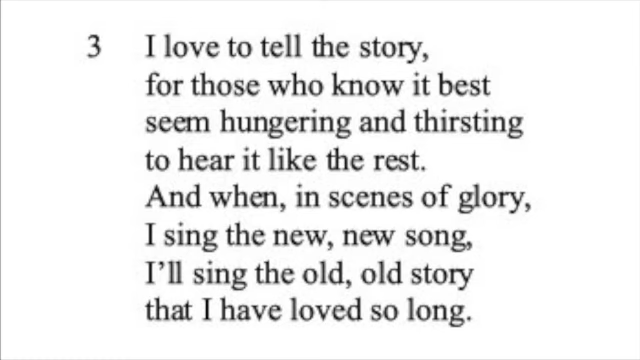 3 I love to tell the story,
for those who know it best
seem hungering and thirsting
to hear it like the rest.
And when, in scenes of glory,
I sing the new, new song,
I’ll sing the old, old story
that I have loved so long.